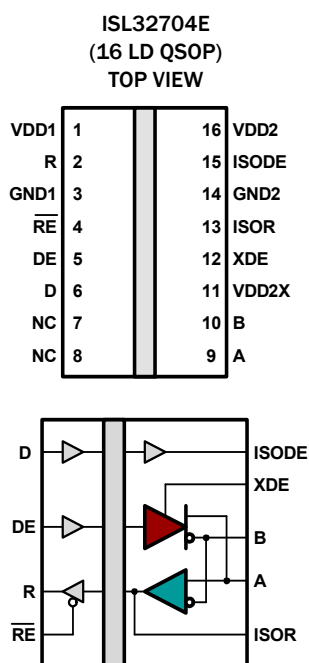 ISL32704E
(16 LD QSOP)
TOP VIEW
VDD1 1 16 VDD2
R 2 15 ISODE
GND1 3 14 GND2
RE 4 13 ISOR
DE 5 12 XDE
D 6 11 VDD2X
NC 7 10 B
NC 8 9 A
D ISODE
XDE
DE B
R A
RE ISOR